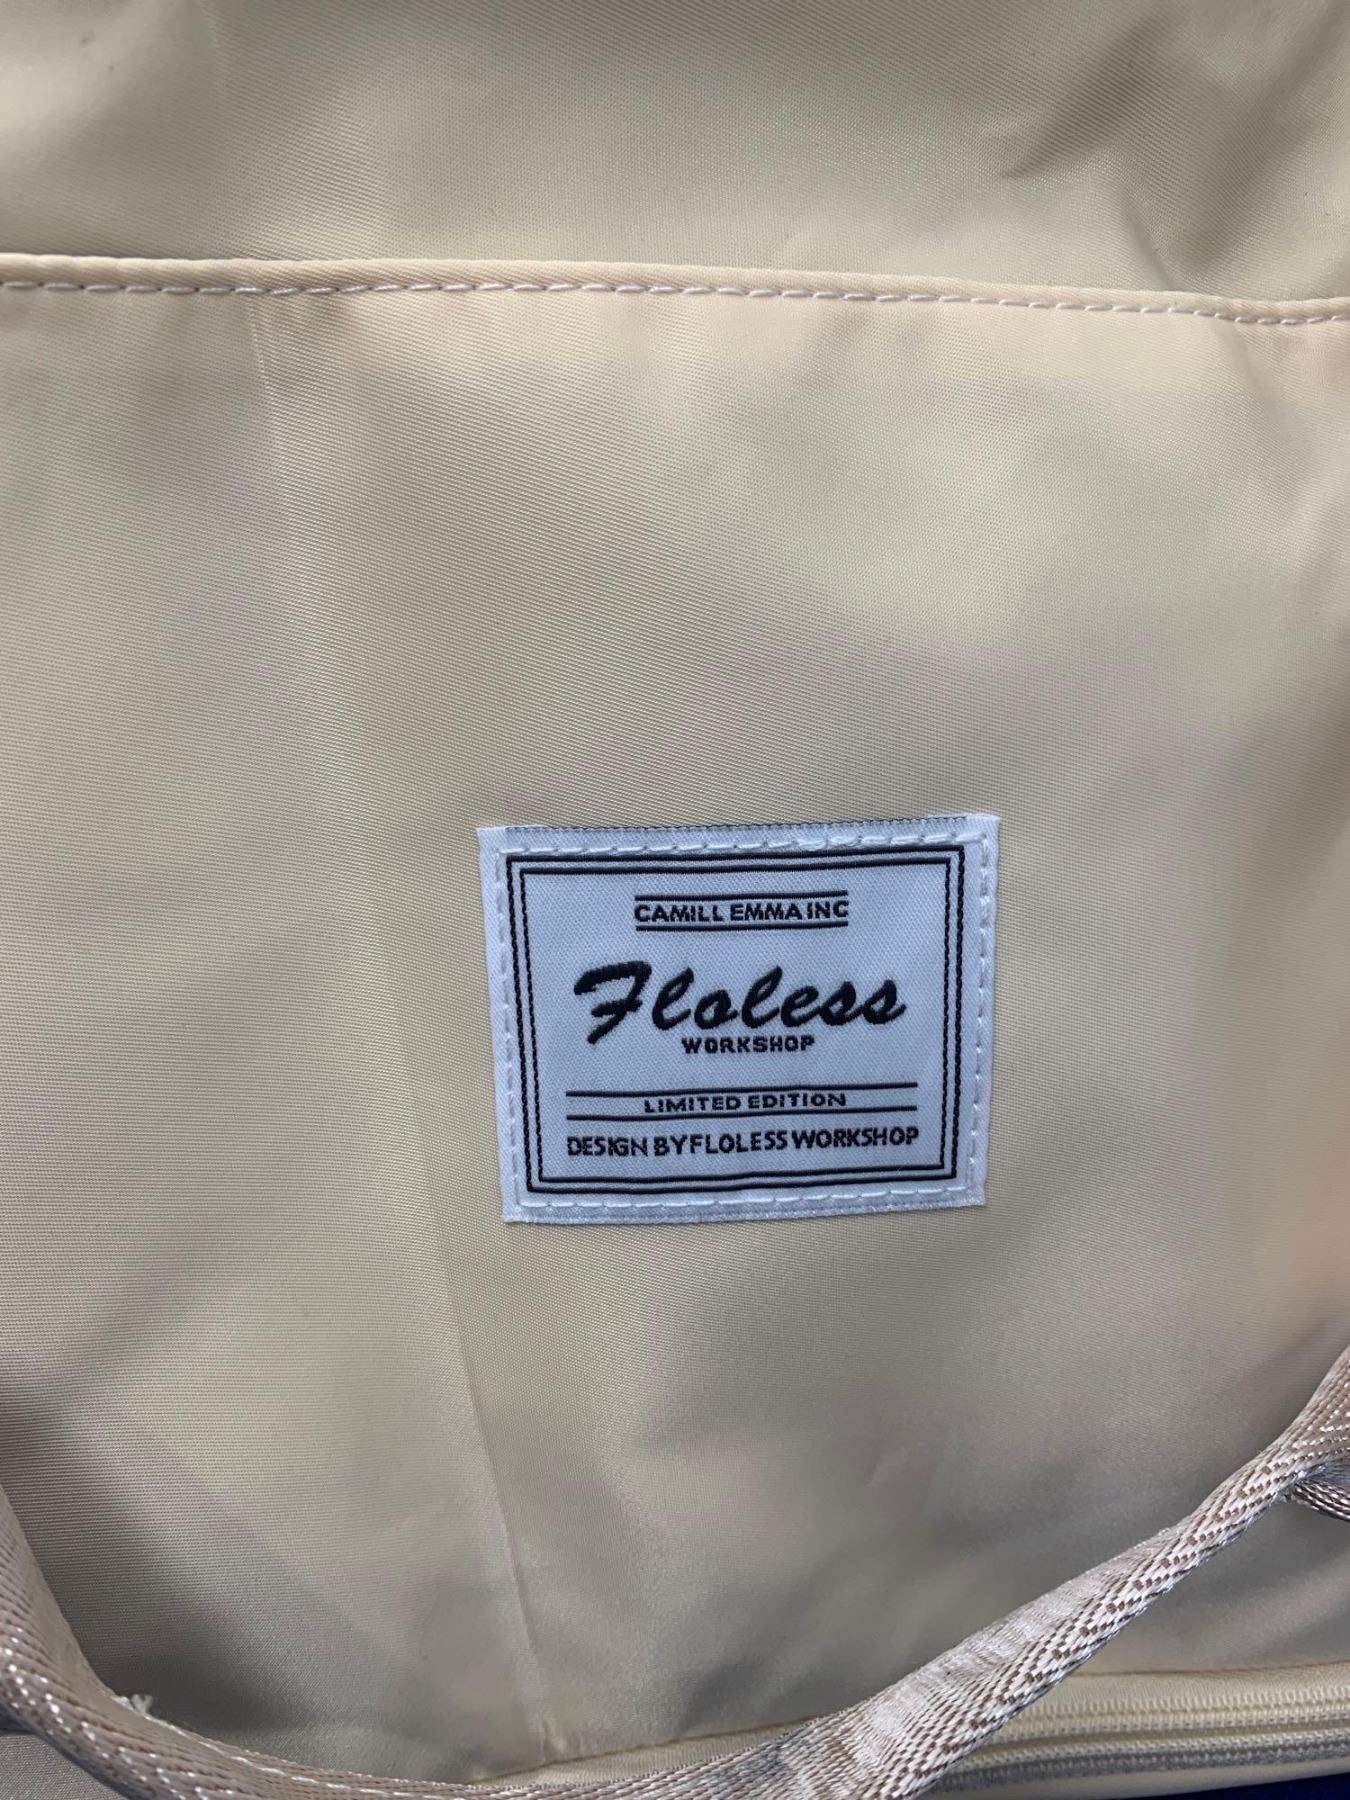 CAMILL EMMA INC
Floless
WORKSHOP
LIMITED EDITION
DESIGN BYFLOLESS WORKSHOP